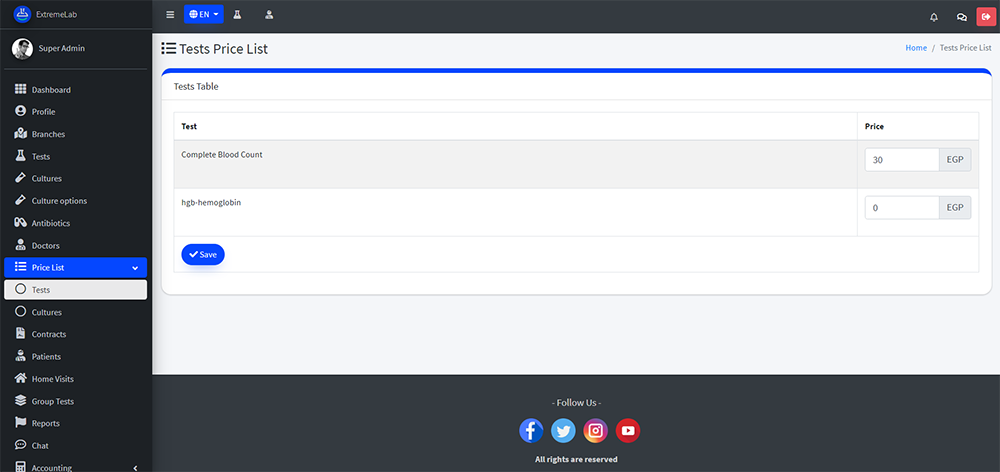 ExtremeLab
EN
Super Admin
Tests Price List
Home / Tests Price List
Dashboard
Profile
Branches
Tests
Cultures
Culture options
Antibiotics
Doctors
Price List
Tests
Cultures
Contracts
Patients
Home Visits
Group Tests
Reports
Chat
Accounting
Tests Table
Test Price
Complete Blood Count 30 EGP
hgb-hemoglobin 0 EGP
Save
- Follow Us -
All rights are reserved